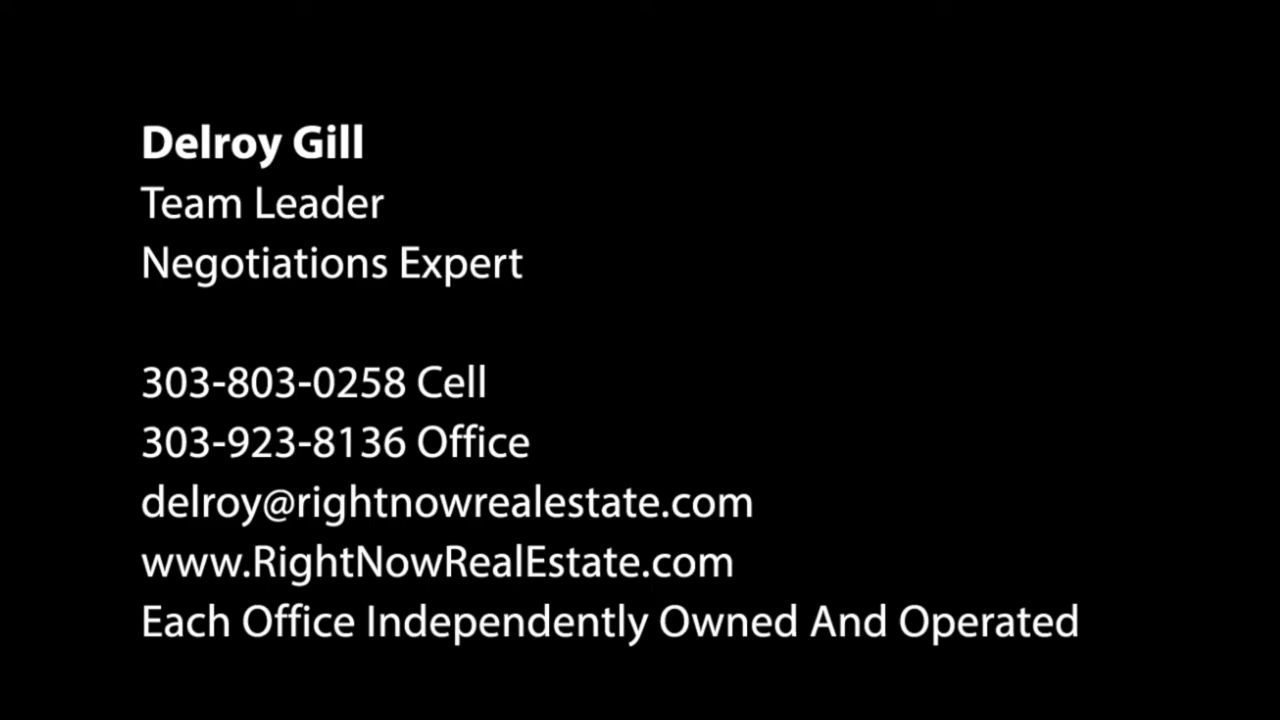 Delroy Gill
Team Leader
Negotiations Expert
303-803-0258 Cell
303-923-8136 Office
delroy@rightnowrealestate.com
www.RightNowRealEstate.com
Each Office Independently Owned And Operated